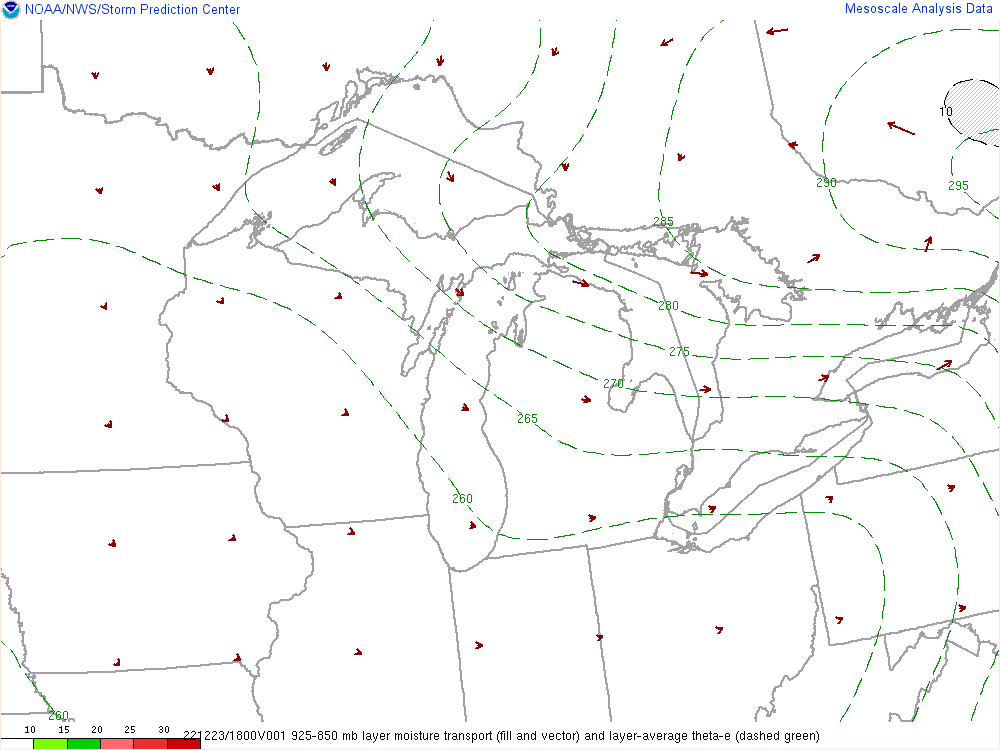 NOAA/NWS/Storm Prediction Center
Mesoscale Analysis Data
10
290
295
285
280
275
270
265
260
260
10 15 20 25 30
221223/1800V001 925-850 mb layer moisture transport (fill and vector) and layer-average theta-e (dashed green)